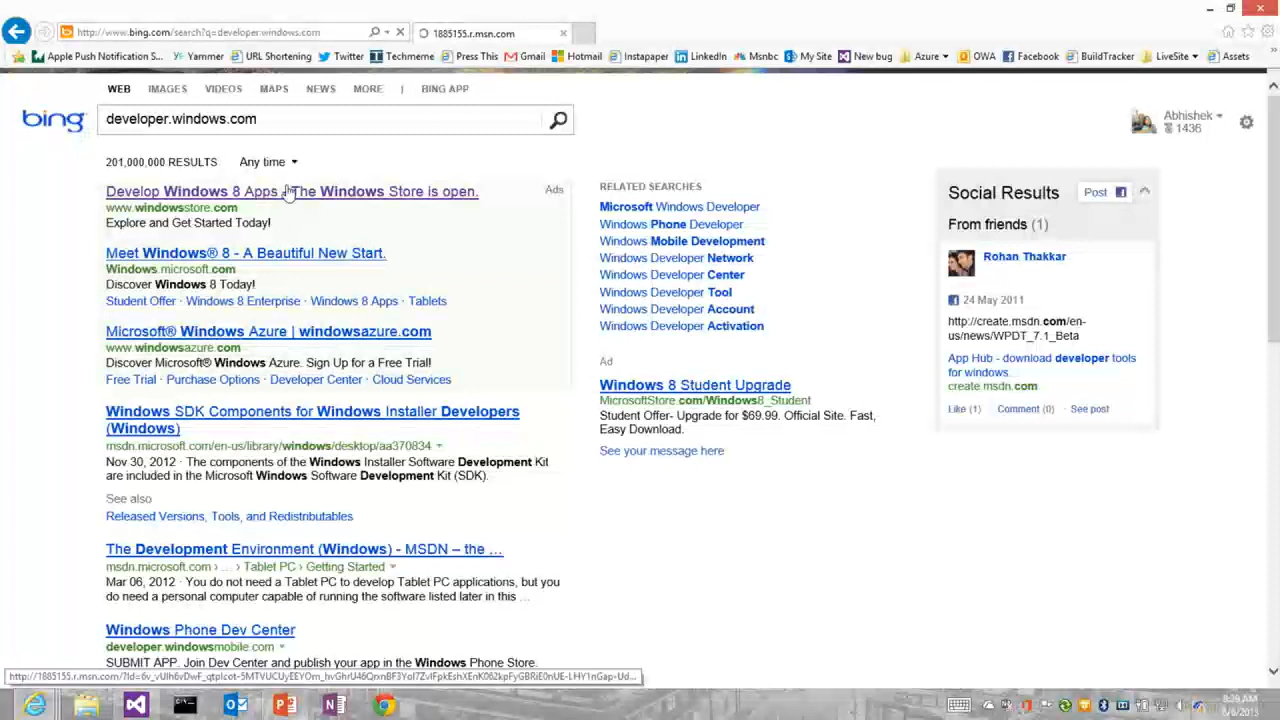 http://www.bing.com/search?q=developer.windows.com
1885155.r.msn.com
Apple Push Notification S...
Yammer
URL Shortening
Twitter
Techmeme
Press This
Gmail
Hotmail
Instapaper
LinkedIn
Msnbc
My Site
New bug
Azure
OWA
Facebook
BuildTracker
LiveSite
Assets
WEB
IMAGES
VIDEOS
MAPS
NEWS
MORE
|
BING APP
bing
developer.windows.com
Abhishek
1436
201,000,000 RESULTS
Any time
Develop Windows 8 Apps The Windows Store is open.
Ads
www.windowsstore.com
Explore and Get Started Today!
Meet Windows® 8 - A Beautiful New Start.
Windows.microsoft.com
Discover Windows 8 Today!
Student Offer · Windows 8 Enterprise · Windows 8 Apps · Tablets
Microsoft® Windows Azure | windowsazure.com
www.windowsazure.com
Discover Microsoft® Windows Azure. Sign Up for a Free Trial!
Free Trial · Purchase Options · Developer Center · Cloud Services
Windows SDK Components for Windows Installer Developers
(Windows)
msdn.microsoft.com/en-us/library/windows/desktop/aa370834
Nov 30, 2012 · The components of the Windows Installer Software Development Kit
are included in the Microsoft Windows Software Development Kit (SDK).
See also
Released Versions, Tools, and Redistributables
The Development Environment (Windows) - MSDN – the ...
msdn.microsoft.com › ... › Tablet PC › Getting Started
Mar 06, 2012 · You do not need a Tablet PC to develop Tablet PC applications, but you
do need a personal computer capable of running the software listed later in this ...
Windows Phone Dev Center
developer.windowsmobile.com
SUBMIT APP. Join Dev Center and publish your app in the Windows Phone Store.
RELATED SEARCHES
Microsoft Windows Developer
Windows Phone Developer
Windows Mobile Development
Windows Developer Network
Windows Developer Center
Windows Developer Tool
Windows Developer Account
Windows Developer Activation
Ad
Windows 8 Student Upgrade
MicrosoftStore.com/Windows8_Student
Student Offer- Upgrade for $69.99. Official Site. Fast,
Easy Download.
See your message here
Social Results
Post
From friends (1)
Rohan Thakkar
24 May 2011
http://create.msdn.com/en-
us/news/WPDT_7.1_Beta
App Hub - download developer tools
for windows...
create.msdn.com
Like (1)
Comment (0)
See post
8:39 AM